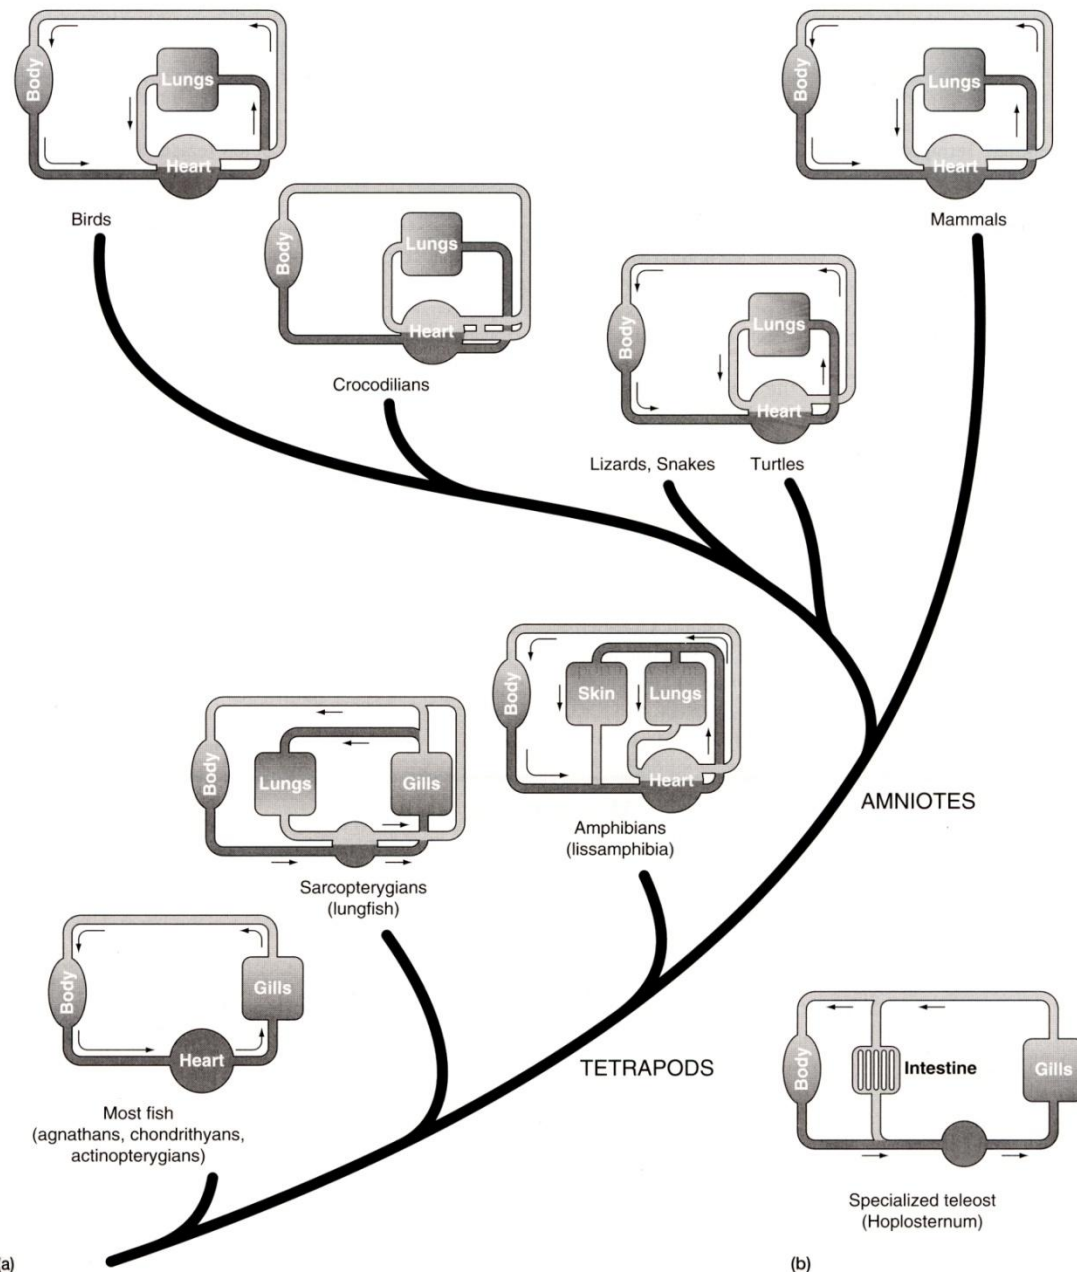 Body
Lungs
Heart
Birds
Body
Lungs
Heart
Mammals
Body
Lungs
Heart
Crocodilians
Body
Lungs
Heart
Lizards, Snakes
Turtles
Body
Skin
Lungs
Heart
Amphibians
(lissamphibia)
AMNIOTES
Body
Lungs
Gills
Sarcopterygians
(lungfish)
Body
Gills
Heart
Most fish
(agnathans, chondrithyans,
actinopterygians)
TETRAPODS
Body
Intestine
Gills
Specialized teleost
(Hoplosternum)
(a)
(b)